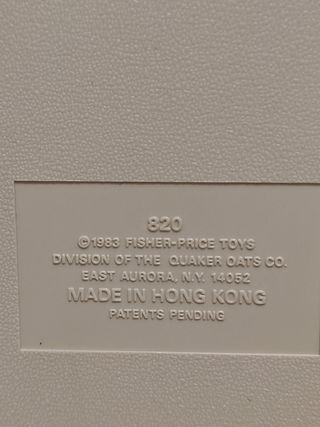 820
©1983 FISHER-PRICE TOYS
DIVISION OF THE QUAKER OATS CO.
EAST AURORA, N.Y. 14052
MADE IN HONG KONG
PATENTS PENDING